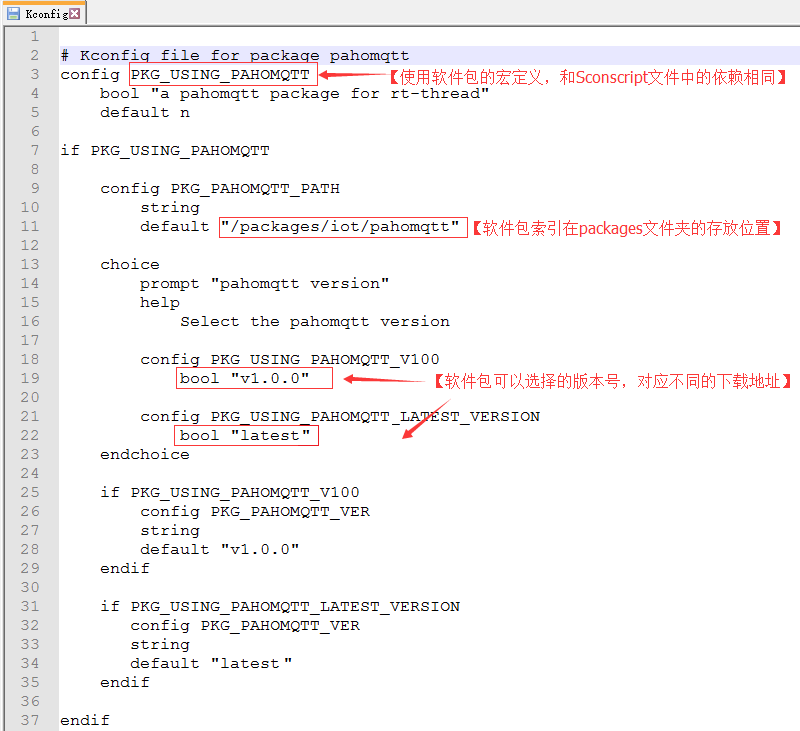 Kconfig
1
2 # Kconfig file for package pahomqtt
3 config PKG_USING_PAHOMQTT 【使用软件包的宏定义，和Sconscript文件中的依赖相同】
4 bool "a pahomqtt package for rt-thread"
5 default n
6
7 if PKG_USING_PAHOMQTT
8
9 config PKG_PAHOMQTT_PATH
10 string
11 default "/packages/iot/pahomqtt" 【软件包索引在packages文件夹的存放位置】
12
13 choice
14 prompt "pahomqtt version"
15 help
16 Select the pahomqtt version
17
18 config PKG_USING_PAHOMQTT_V100
19 bool "v1.0.0" 【软件包可以选择的版本号，对应不同的下载地址】
20
21 config PKG_USING_PAHOMQTT_LATEST_VERSION
22 bool "latest"
23 endchoice
24
25 if PKG_USING_PAHOMQTT_V100
26 config PKG_PAHOMQTT_VER
27 string
28 default "v1.0.0"
29 endif
30
31 if PKG_USING_PAHOMQTT_LATEST_VERSION
32 config PKG_PAHOMQTT_VER
33 string
34 default "latest"
35 endif
36
37 endif